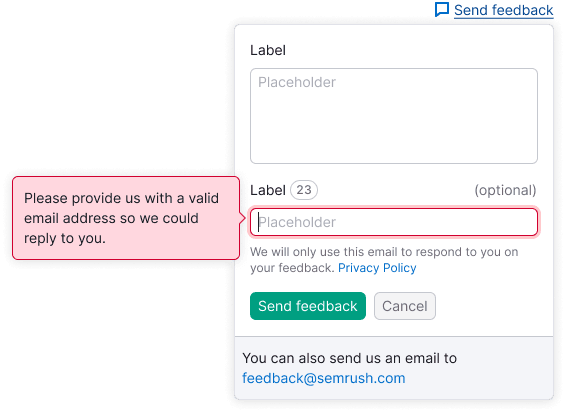 Send feedback
Label
Placeholder
Label 23 (optional)
Please provide us with a valid
email address so we could
reply to you.
Placeholder
We will only use this email to respond to you on
your feedback. Privacy Policy
Send feedback Cancel
You can also send us an email to
feedback@semrush.com